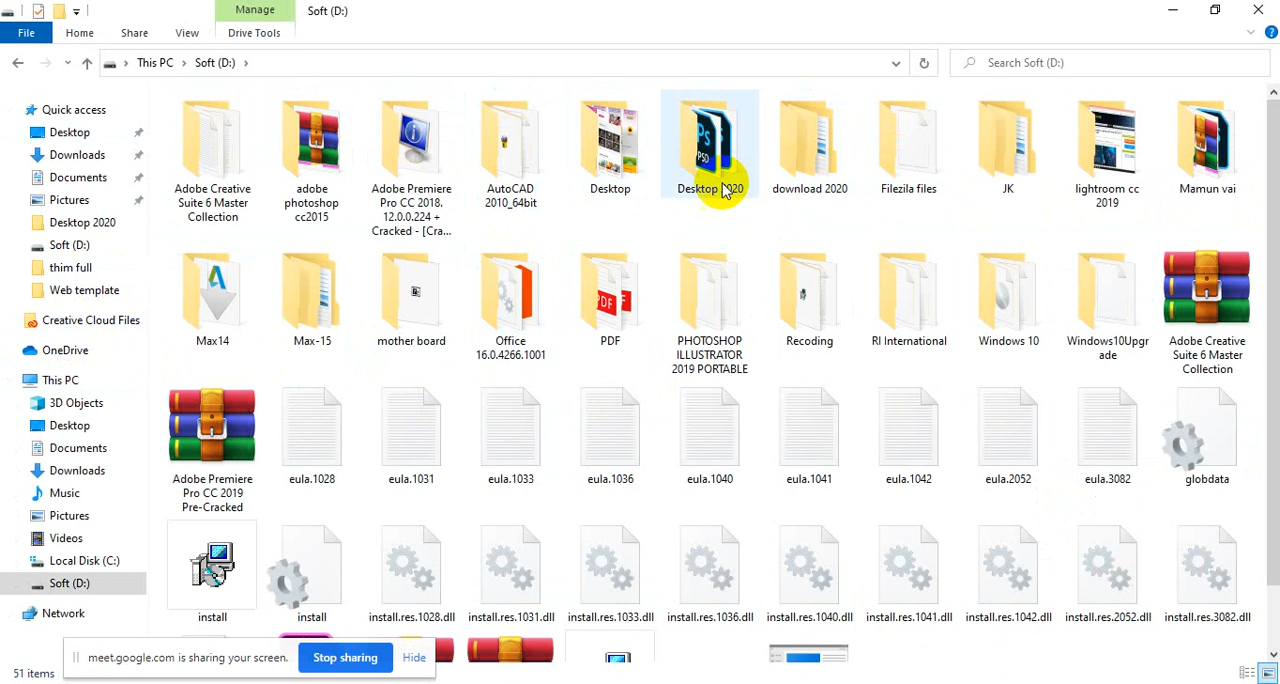 Manage
Soft (D:)
File
Home
Share
View
Drive Tools
This PC
Soft (D:)
Search Soft (D:)
Quick access
Desktop
Downloads
Documents
Pictures
Desktop 2020
Soft (D:)
thim full
Web template
Creative Cloud Files
OneDrive
This PC
3D Objects
Desktop
Documents
Downloads
Music
Pictures
Videos
Local Disk (C:)
Soft (D:)
Network
Adobe Creative
Suite 6 Master
Collection
adobe
photoshop
cc2015
Adobe Premiere
Pro CC 2018.
12.0.0.224 +
Cracked - [Cra...
AutoCAD
2010_64bit
Desktop
Ps
PSD
Desktop 2020
download 2020
Filezila files
JK
lightroom cc
2019
Mamun vai
Max14
Max-15
mother board
Office
16.0.4266.1001
PDF
PDF
PHOTOSHOP
ILLUSTRATOR
2019 PORTABLE
Recoding
RI International
Windows 10
Windows10Upgr
ade
Adobe Creative
Suite 6 Master
Collection
Adobe Premiere
Pro CC 2019
Pre-Cracked
eula.1028
eula.1031
eula.1033
eula.1036
eula.1040
eula.1041
eula.1042
eula.2052
eula.3082
globdata
install
install
install.res.1028.dll
install.res.1031.dll
install.res.1033.dll
install.res.1036.dll
install.res.1040.dll
install.res.1041.dll
install.res.1042.dll
install.res.2052.dll
install.res.3082.dll
meet.google.com is sharing your screen.
Stop sharing
Hide
51 items